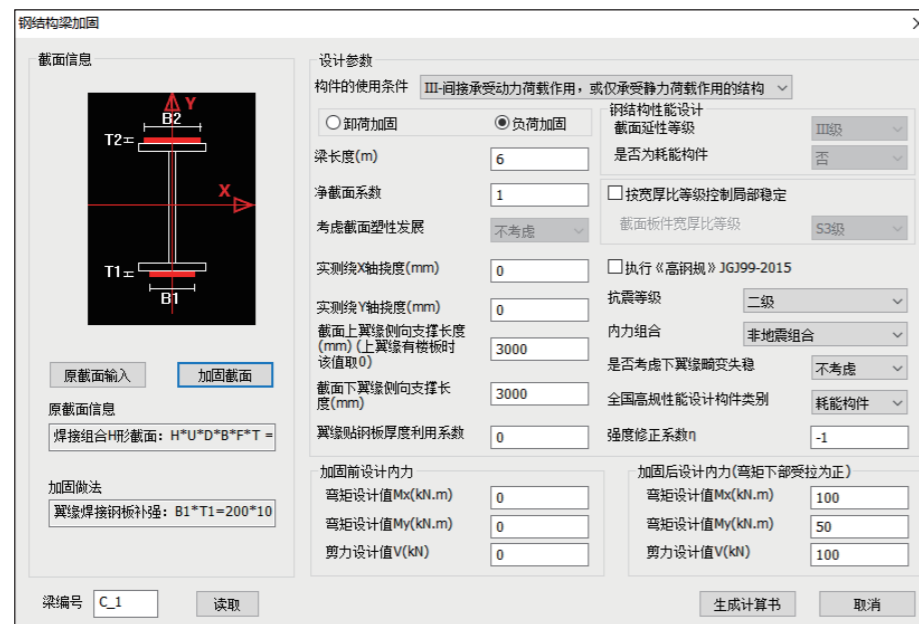 钢结构梁加固
截面信息
Y
B2
T2
X
T1
B1
原截面输入
加固截面
原截面信息
焊接组合H形截面：H*U*D*B*F*T =
加固做法
翼缘焊接钢板补强：B1*T1=200*10
设计参数
构件的使用条件
III-间接承受动力荷载作用，或仅承受静力荷载作用的结构
卸荷加固
负荷加固
梁长度(m)
6
净截面系数
1
考虑截面塑性发展
不考虑
实测绕X轴挠度(mm)
0
实测绕Y轴挠度(mm)
0
截面上翼缘侧向支撑长度
(mm) (上翼缘有楼板时
该值取0)
3000
截面下翼缘侧向支撑长
度(mm)
3000
翼缘贴钢板厚度利用系数
0
钢结构性能设计
截面延性等级
III级
是否为耗能构件
否
按宽厚比等级控制局部稳定
截面板件宽厚比等级
S3级
执行《高钢规》JGJ99-2015
抗震等级
二级
内力组合
非地震组合
是否考虑下翼缘畸变失稳
不考虑
全国高规性能设计构件类别
耗能构件
强度修正系数η
-1
加固前设计内力
弯矩设计值Mx(kN.m)
0
弯矩设计值My(kN.m)
0
剪力设计值V(kN)
0
加固后设计内力(弯矩下部受拉为正)
弯矩设计值Mx(kN.m)
100
弯矩设计值My(kN.m)
50
剪力设计值V(kN)
100
梁编号
C_1
读取
生成计算书
取消